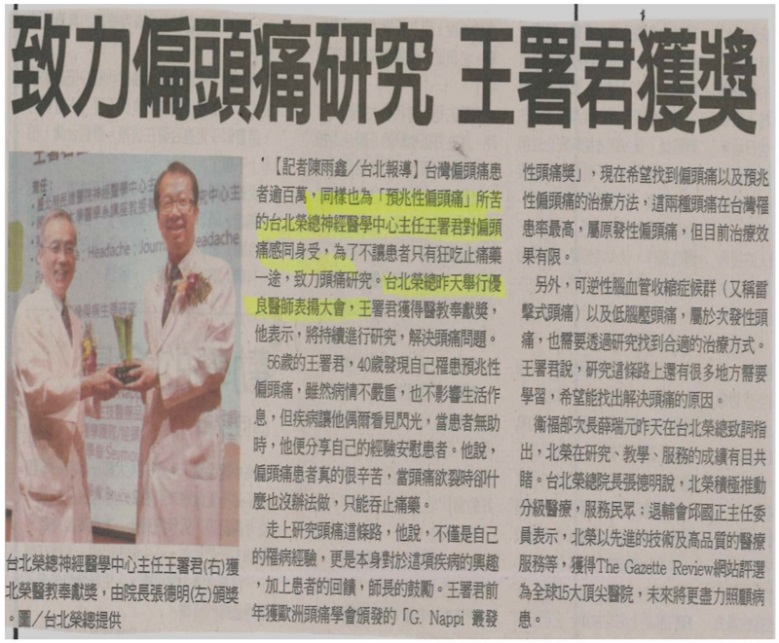 致力偏頭痛研究 王署君獲獎
【記者陳雨鑫／台北報導】台灣偏頭痛患
者逾百萬，同樣也為「預兆性偏頭痛」所苦
的台北榮總神經醫學中心主任王署君對偏頭
痛感同身受，為了不讓患者只有狂吃止痛藥
一途，致力頭痛研究。台北榮總昨天舉行優
良醫師表揚大會，王署君獲得醫教奉獻獎，
他表示，將持續進行研究，解決頭痛問題。
56歲的王署君，40歲發現自己罹患預兆性
偏頭痛，雖然病情不嚴重，也不影響生活作
息，但疾病讓他偶爾看見閃光，當患者無助
時，他便分享自己的經驗安慰患者。他說，
偏頭痛患者真的很辛苦，當頭痛欲裂時卻什
麼也沒辦法做，只能吞止痛藥。
走上研究頭痛這條路，他說，不僅是自己
的罹病經驗，更是本身對於這項疾病的興趣
，加上患者的回饋，師長的鼓勵。王署君前
年獲歐洲頭痛學會頒發的「G. Nappi 叢發
性頭痛獎」，現在希望找到偏頭痛以及預兆
性偏頭痛的治療方法，這兩種頭痛在台灣罹
患率最高，屬原發性偏頭痛，但目前治療效
果有限。
另外，可逆性腦血管收縮症候群（又稱雷
擊式頭痛）以及低腦壓頭痛，屬於次發性頭
痛，也需要透過研究找到合適的治療方式。
王署君說，研究這條路上還有很多地方需要
學習，希望能找出解決頭痛的原因。
衛福部次長薛瑞元昨天在台北榮總致詞指
出，北榮在研究、教學、服務的成績有目共
睹。台北榮總院長張德明說，北榮積極推動
分級醫療，服務民眾；退輔會邱國正主任委
員表示，北榮以先進的技術及高品質的醫療
服務等，獲得The Gazette Review網站評選
為全球15大頂尖醫院，未來將更盡力照顧病
患。
台北榮總神經醫學中心主任王署君(右)獲
北榮醫教奉獻獎，由院長張德明(左)頒獎
。圖／台北榮總提供